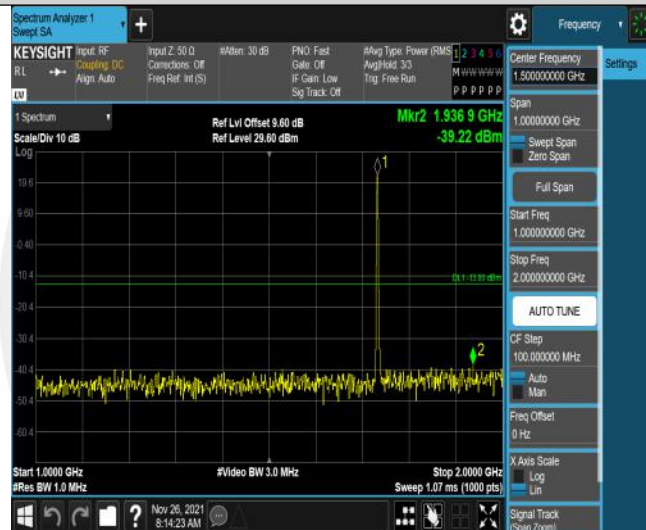 Spectrum Analyzer 1
Swept SA
+
Frequency
KEYSIGHT
RL
Input: RF
Coupling: DC
Align: Auto
Input Z: 50 Ω
Corrections: Off
Freq Ref: Int (S)
#Atten: 30 dB
PNO: Fast
Gate: Off
IF Gain: Low
Sig Track: Off
#Avg Type: Power (RMS
Avg|Hold: 3/3
Trig: Free Run
1 2 3 4 5 6
M W W W W W
P P P P P P
LXI
1 Spectrum
Scale/Div 10 dB
Log
Ref Lvl Offset 9.60 dB
Ref Level 29.60 dBm
Mkr2 1.936 9 GHz
-39.22 dBm
19.6
9.60
-0.40
-10.4
-20.4
-30.4
-40.4
-50.4
-60.4
1
DL1 -13.00 dBm
2
Start 1.0000 GHz
#Res BW 1.0 MHz
#Video BW 3.0 MHz
Stop 2.0000 GHz
Sweep 1.07 ms (1000 pts)
Nov 26, 2021
8:14:23 AM
?
Center Frequency
1.500000000 GHz
Settings
Span
1.00000000 GHz
Swept Span
Zero Span
Full Span
Start Freq
1.000000000 GHz
Stop Freq
2.000000000 GHz
AUTO TUNE
CF Step
100.000000 MHz
Auto
Man
Freq Offset
0 Hz
X Axis Scale
Log
Lin
Signal Track
(Span Zoom)